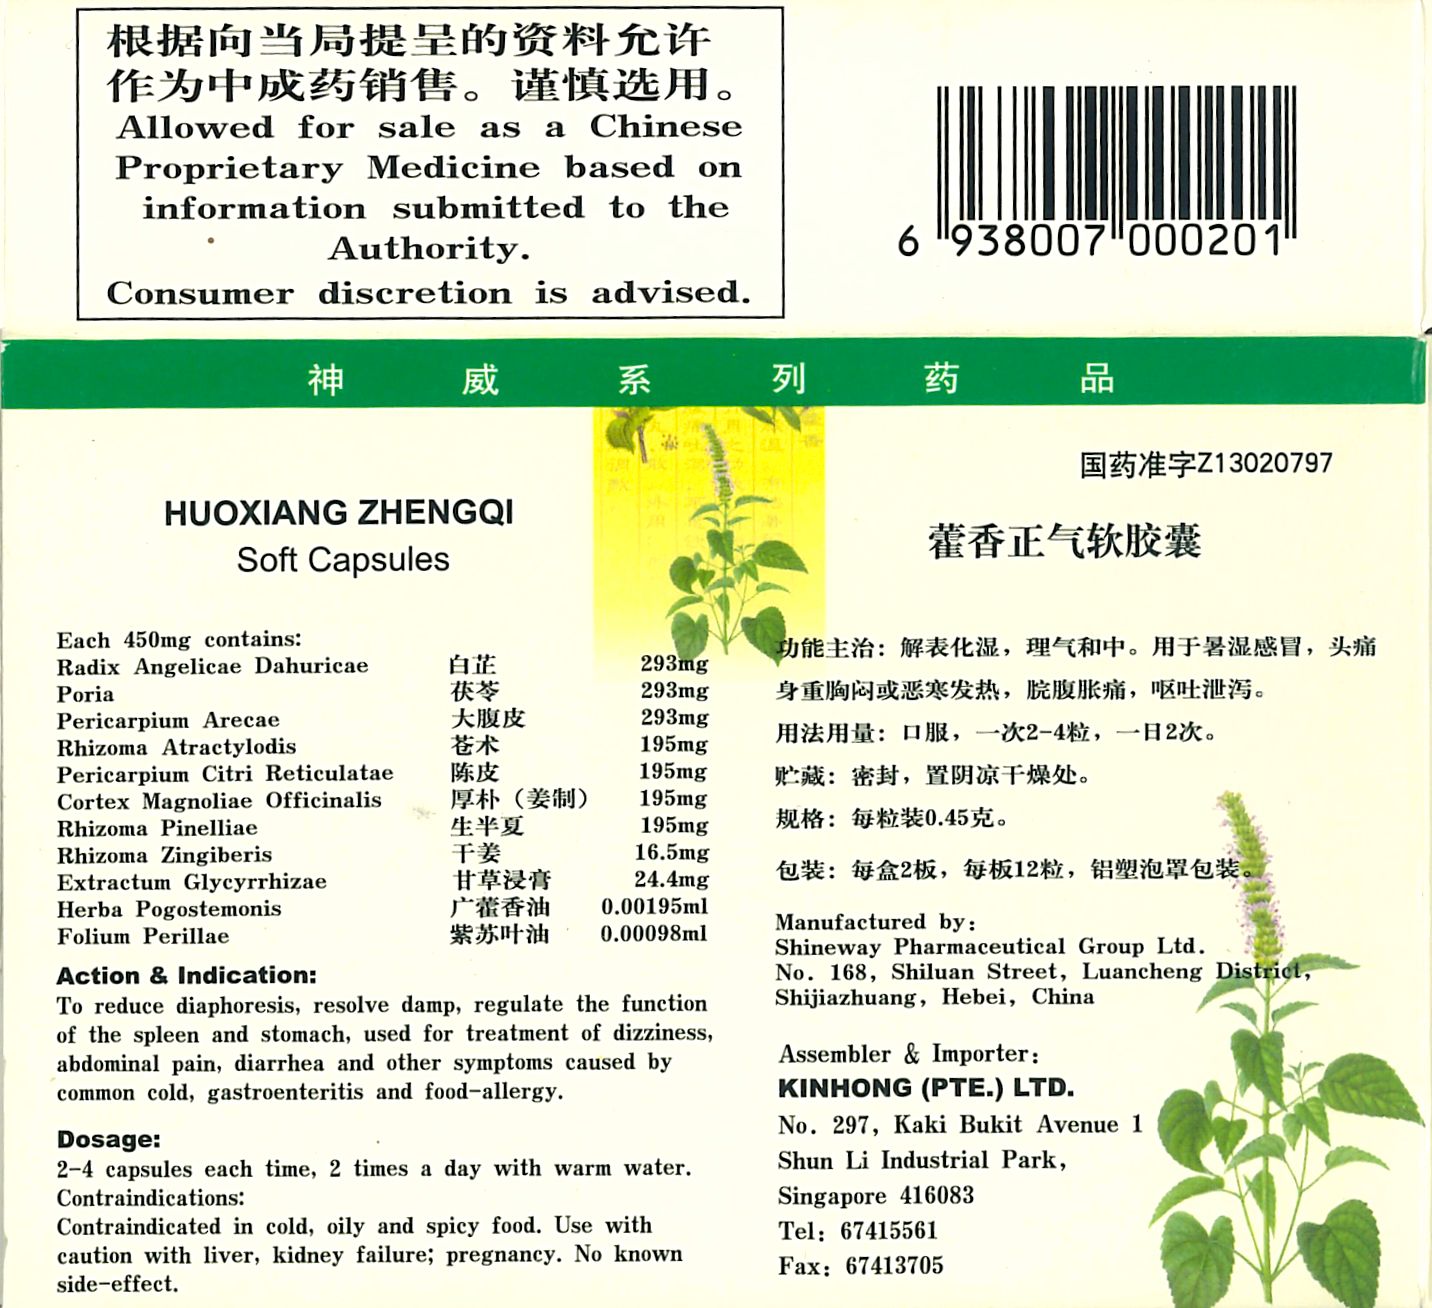 根据向当局提呈的资料允许
作为中成药销售。谨慎选用。
Allowed for sale as a Chinese
Proprietary Medicine based on
information submitted to the
Authority.
Consumer discretion is advised.
6 938007 000201
神威系列药品
HUOXIANG ZHENGQI
Soft Capsules
Each 450mg contains:
Radix Angelicae Dahuricae 白芷 293mg
Poria 茯苓 293mg
Pericarpium Arecae 大腹皮 293mg
Rhizoma Atractylodis 苍术 195mg
Pericarpium Citri Reticulatae 陈皮 195mg
Cortex Magnoliae Officinalis 厚朴（姜制） 195mg
Rhizoma Pinelliae 生半夏 195mg
Rhizoma Zingiberis 干姜 16.5mg
Extractum Glycyrrhizae 甘草浸膏 24.4mg
Herba Pogostemonis 广藿香油 0.00195ml
Folium Perillae 紫苏叶油 0.00098ml
Action & Indication:
To reduce diaphoresis, resolve damp, regulate the function
of the spleen and stomach, used for treatment of dizziness,
abdominal pain, diarrhea and other symptoms caused by
common cold, gastroenteritis and food-allergy.
Dosage:
2-4 capsules each time, 2 times a day with warm water.
Contraindications:
Contraindicated in cold, oily and spicy food. Use with
caution with liver, kidney failure; pregnancy. No known
side-effect.
国药准字Z13020797
藿香正气软胶囊
功能主治：解表化湿，理气和中。用于暑湿感冒，头痛
身重胸闷或恶寒发热，脘腹胀痛，呕吐泄泻。
用法用量：口服，一次2-4粒，一日2次。
贮藏：密封，置阴凉干燥处。
规格：每粒装0.45克。
包装：每盒2板，每板12粒，铝塑泡罩包装。
Manufactured by:
Shineway Pharmaceutical Group Ltd.
No. 168, Shiluan Street, Luancheng District,
Shijiazhuang, Hebei, China
Assembler & Importer:
KINHONG (PTE.) LTD.
No. 297, Kaki Bukit Avenue 1
Shun Li Industrial Park,
Singapore 416083
Tel: 67415561
Fax: 67413705